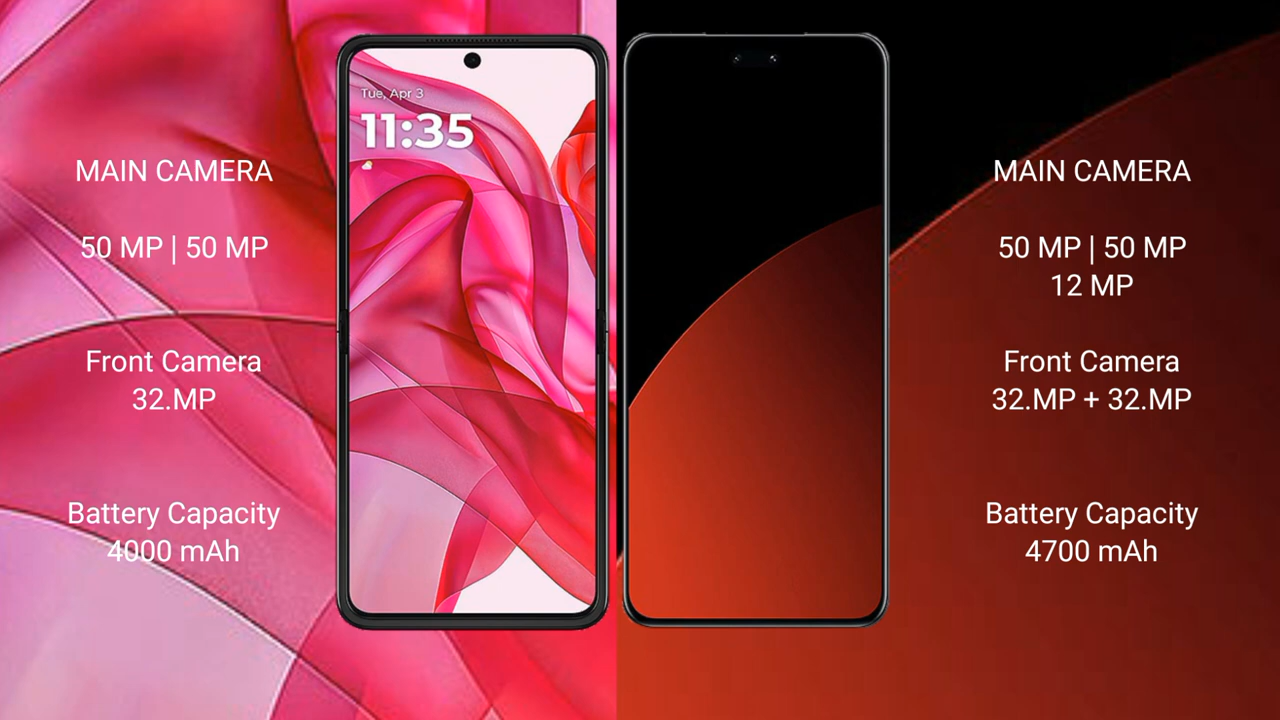 MAIN CAMERA
50 MP | 50 MP
Front Camera
32.MP
Battery Capacity
4000 mAh
Tue, Apr 3
11:35
MAIN CAMERA
50 MP | 50 MP
12 MP
Front Camera
32.MP + 32.MP
Battery Capacity
4700 mAh